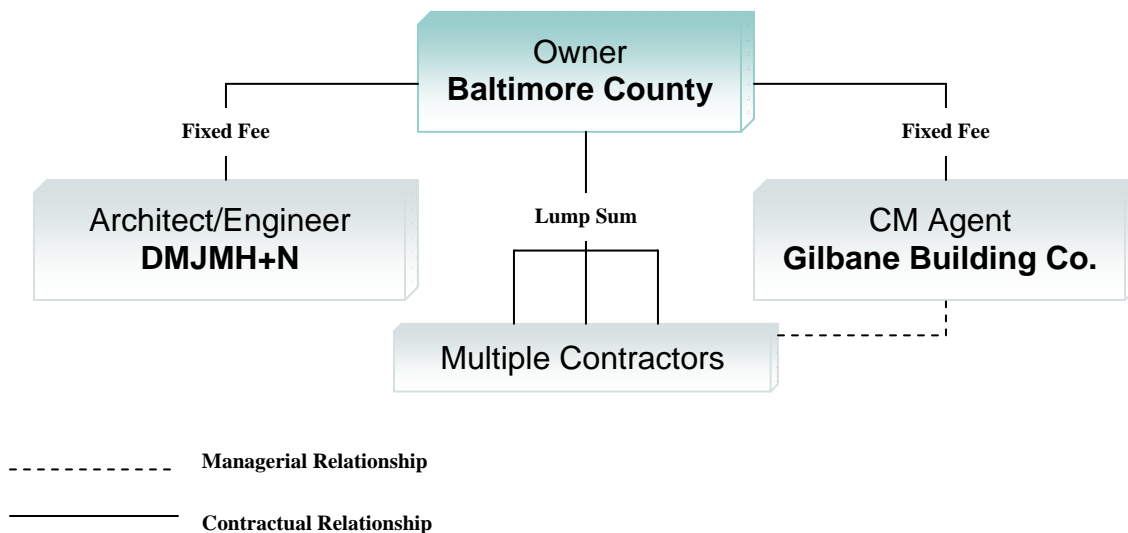 Owner
Baltimore County
Fixed Fee
Fixed Fee
Architect/Engineer
DMJMH+N
Lump Sum
CM Agent
Gilbane Building Co.
Multiple Contractors
Managerial Relationship
Contractual Relationship